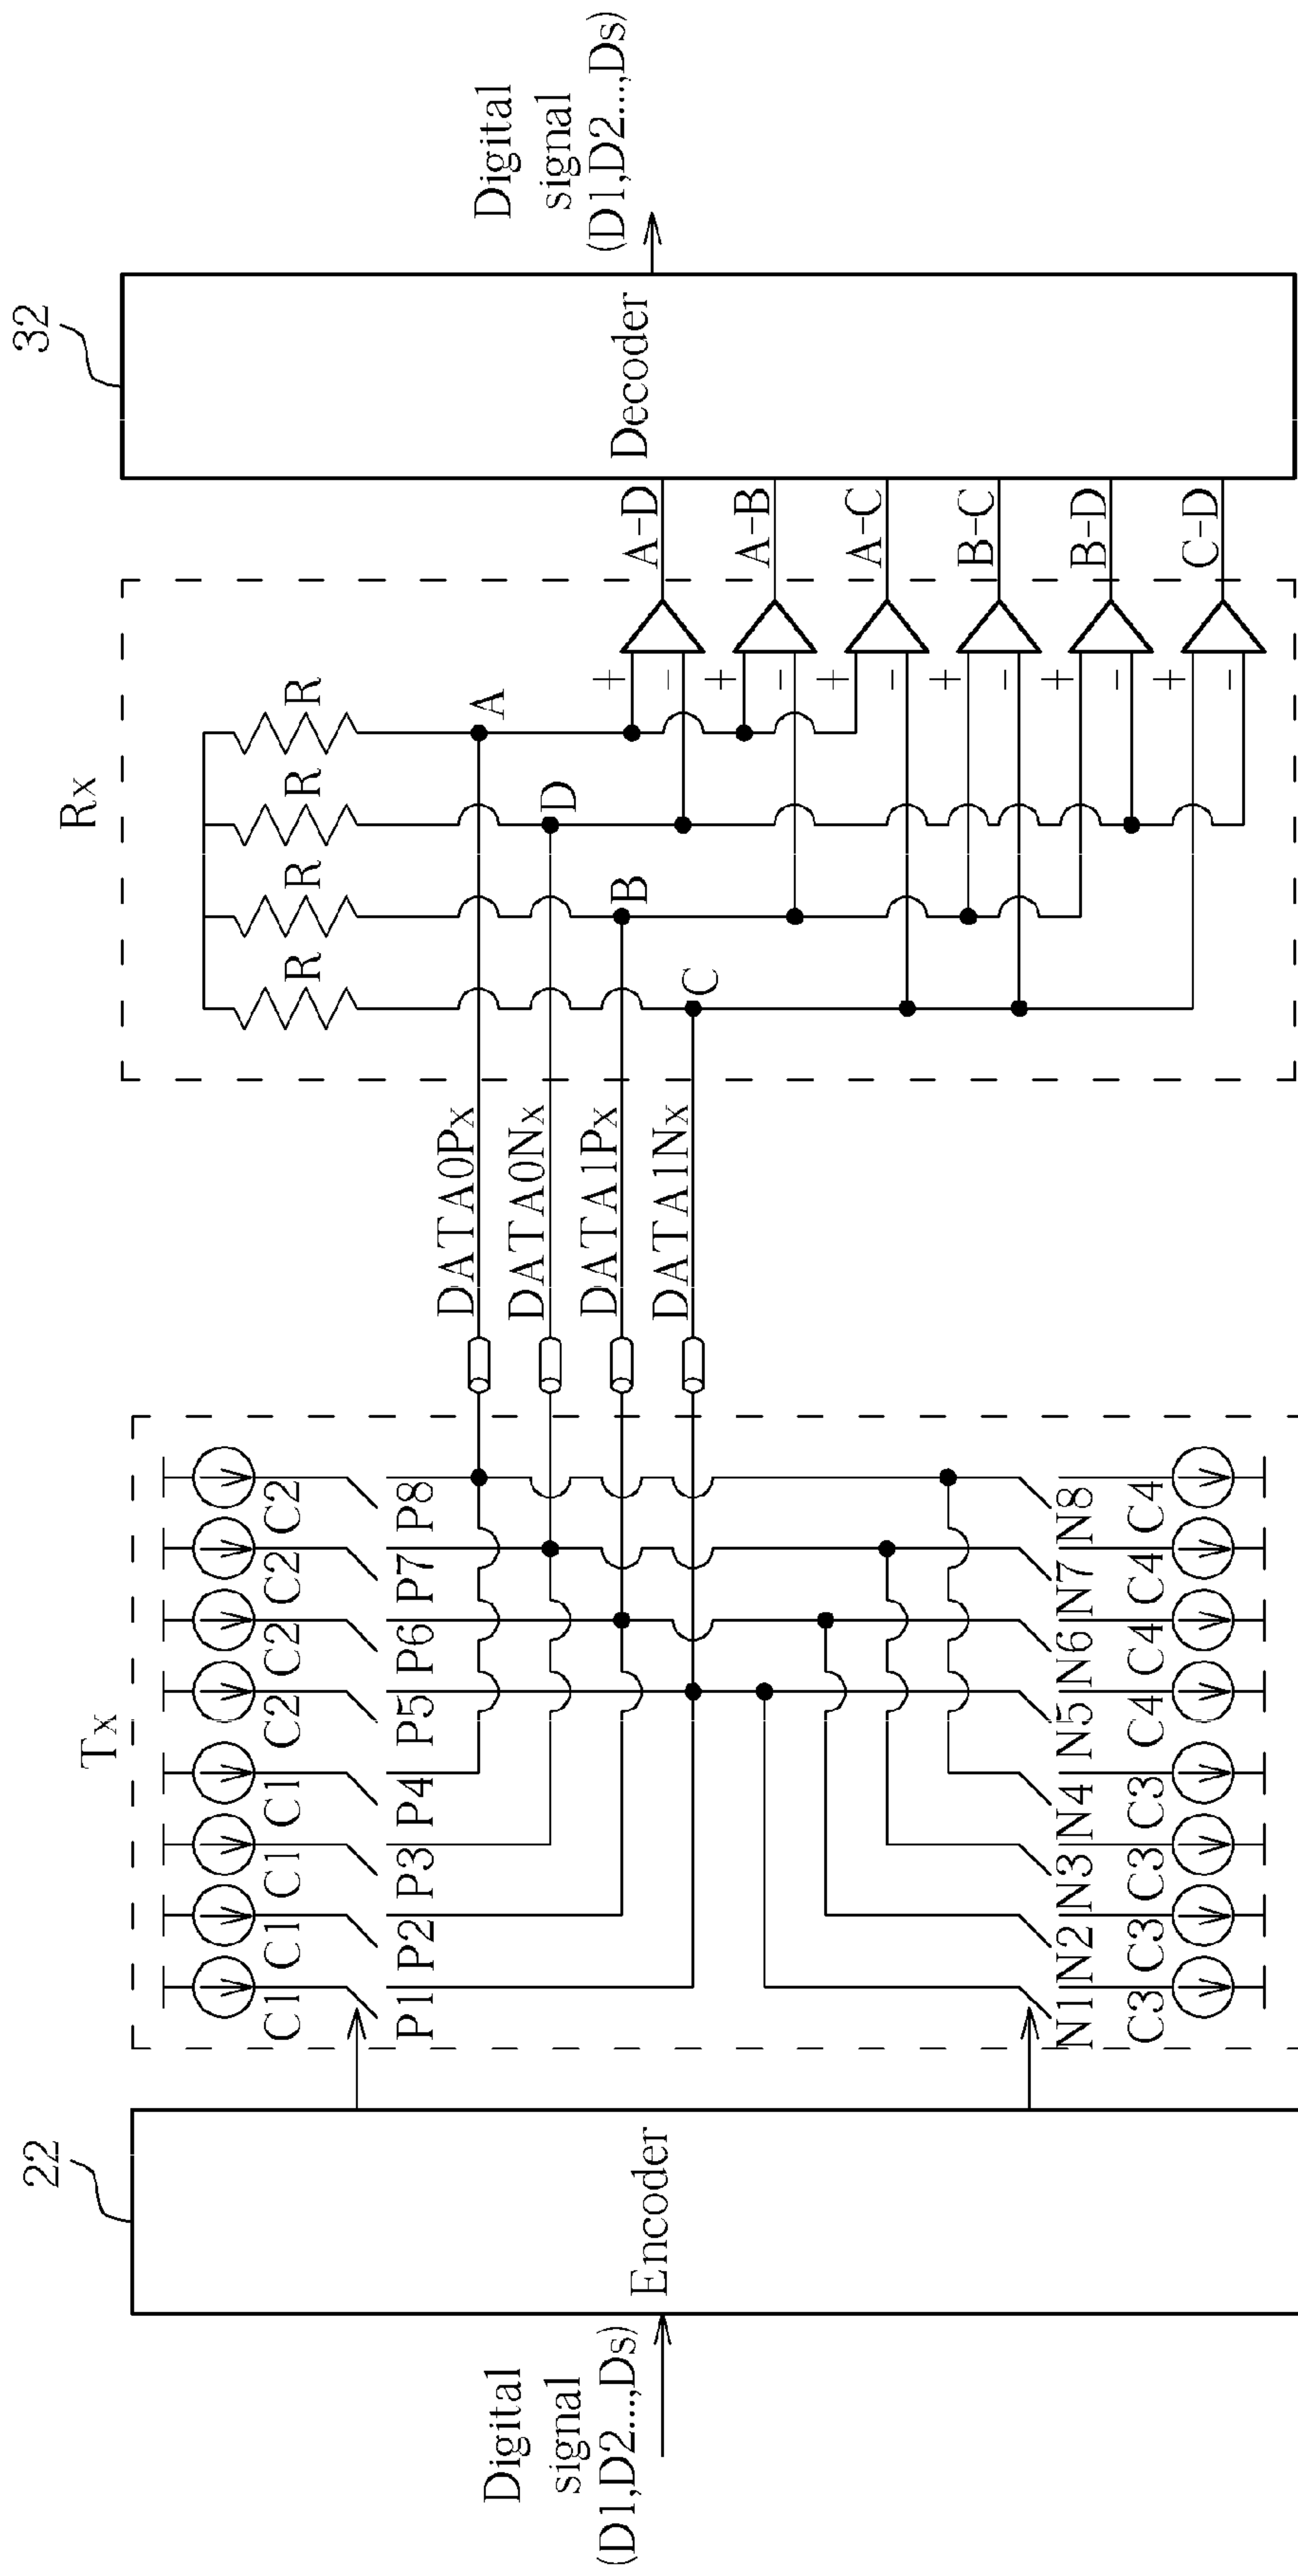 Digital
signal
(D1,D2...,Ds)
22
Encoder
Tx
C1
C1
C1
C1
C2
C2
C2
C2
P1
P2
P3
P4
P5
P6
P7
P8
N1
N2
N3
N4
N5
N6
N7
N8
C3
C3
C3
C3
C4
C4
C4
C4
DATA0Px
DATA0Nx
DATA1Px
DATA1Nx
Rx
R
R
R
R
A
D
B
C
+
-
+
-
+
-
+
-
+
-
+
-
A-D
A-B
A-C
B-C
B-D
C-D
32
Decoder
Digital
signal
(D1,D2...,Ds)